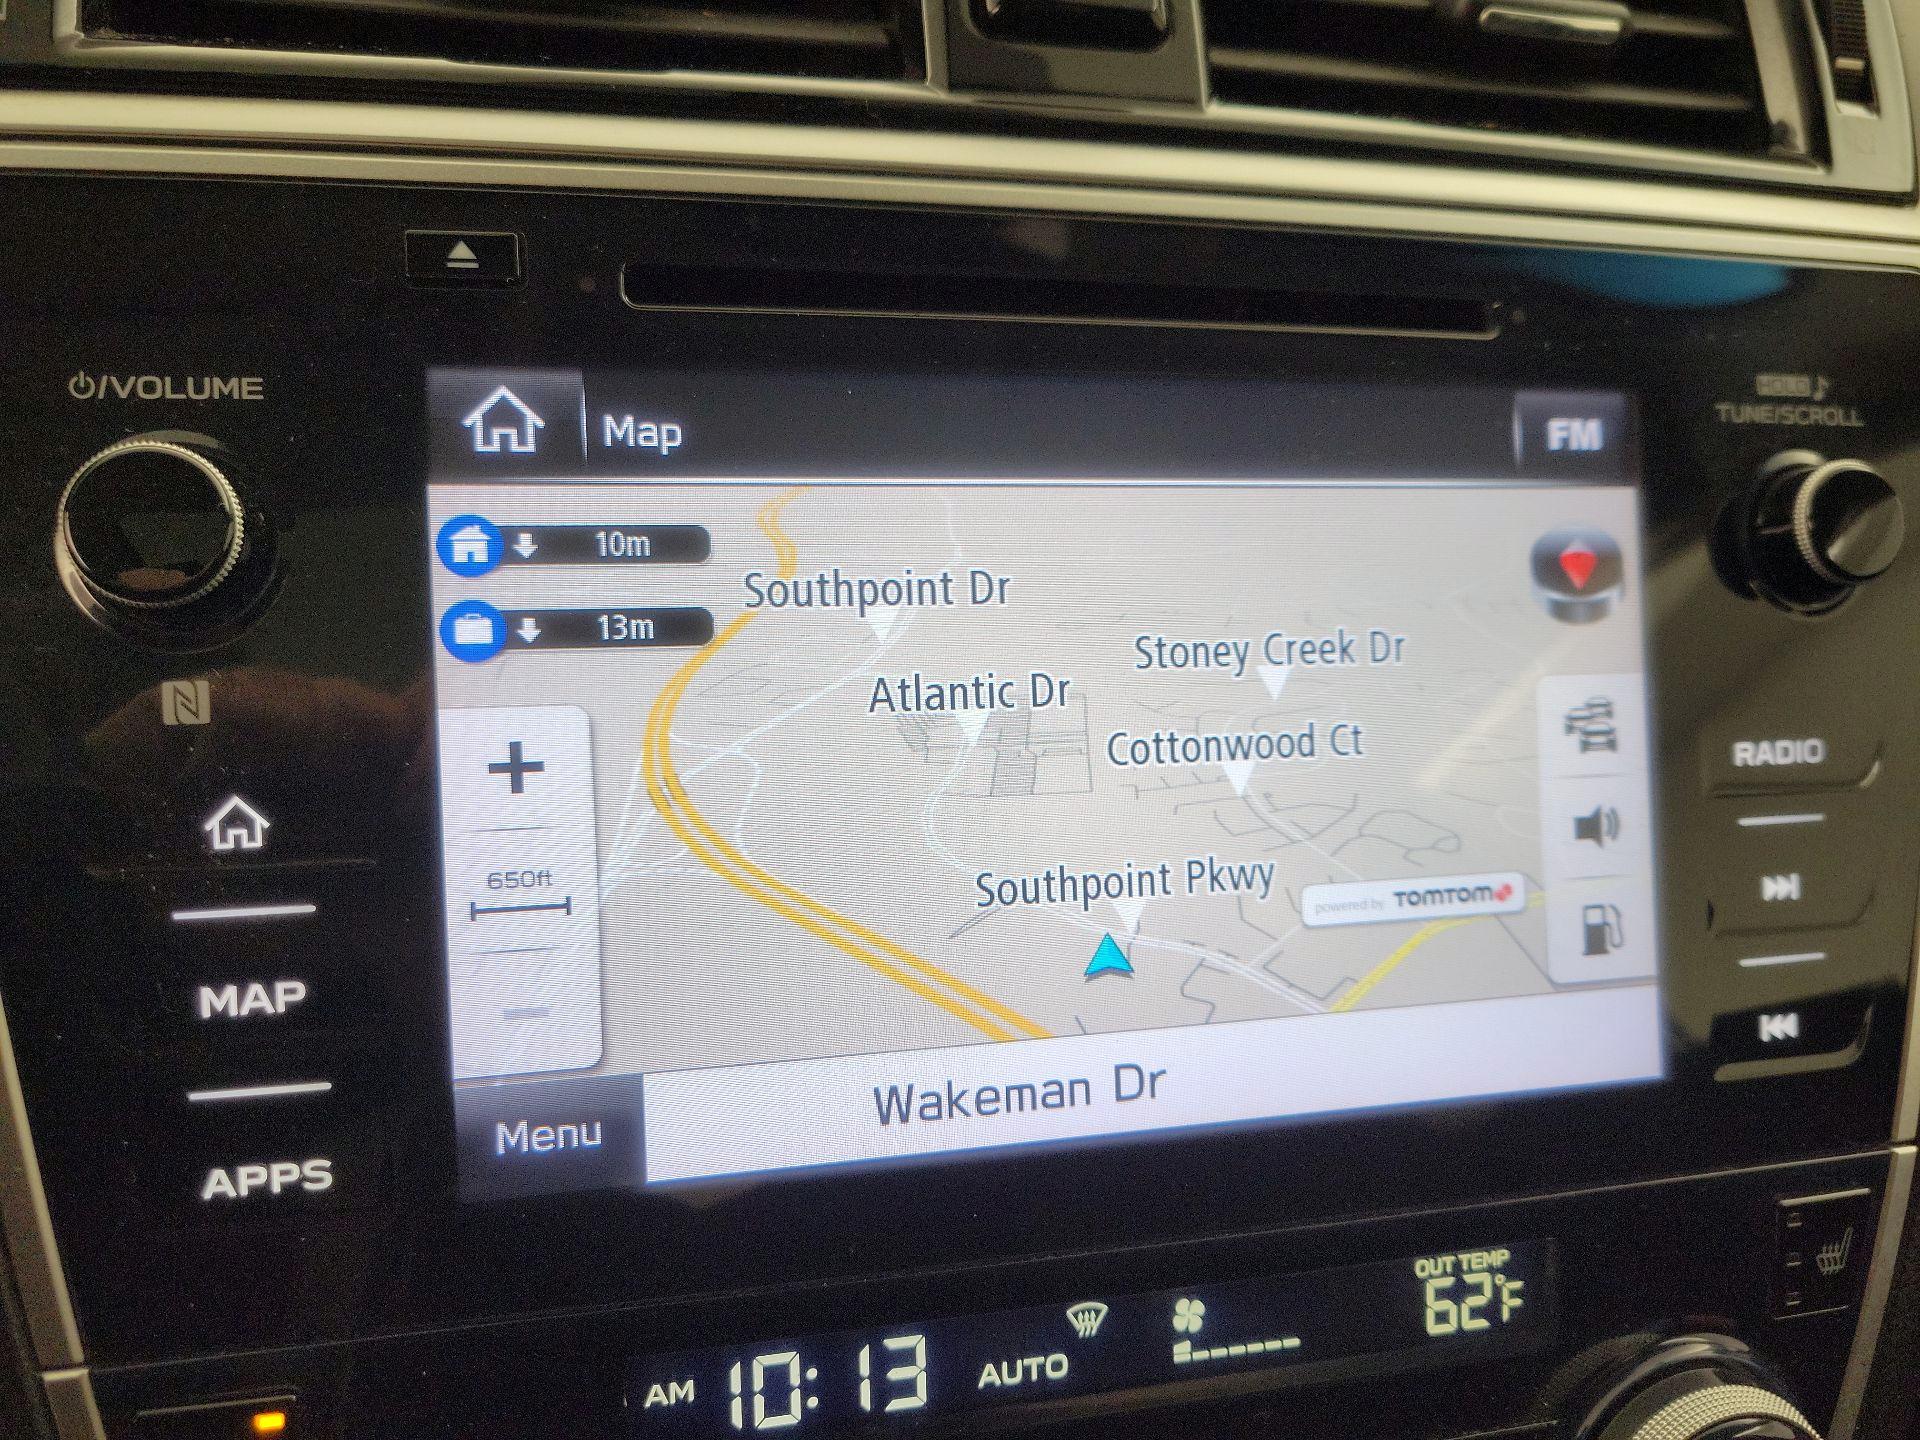 /VOLUME
HOLD
TUNE/SCROLL
Map
FM
10m
13m
Southpoint Dr
Stoney Creek Dr
Atlantic Dr
Cottonwood Ct
RADIO
650ft
Southpoint Pkwy
powered by TOMTOM
MAP
Wakeman Dr
Menu
APPS
OUT TEMP
62°F
AM 10:13 AUTO